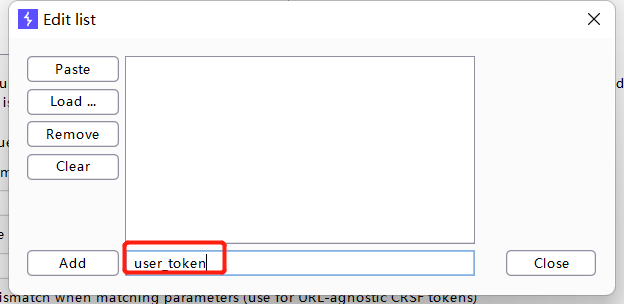 Edit list
Paste
Load ...
Remove
Clear
Add
user_token
Close
ismatch when matching parameters (use for URL-agnostic CRSF tokens)